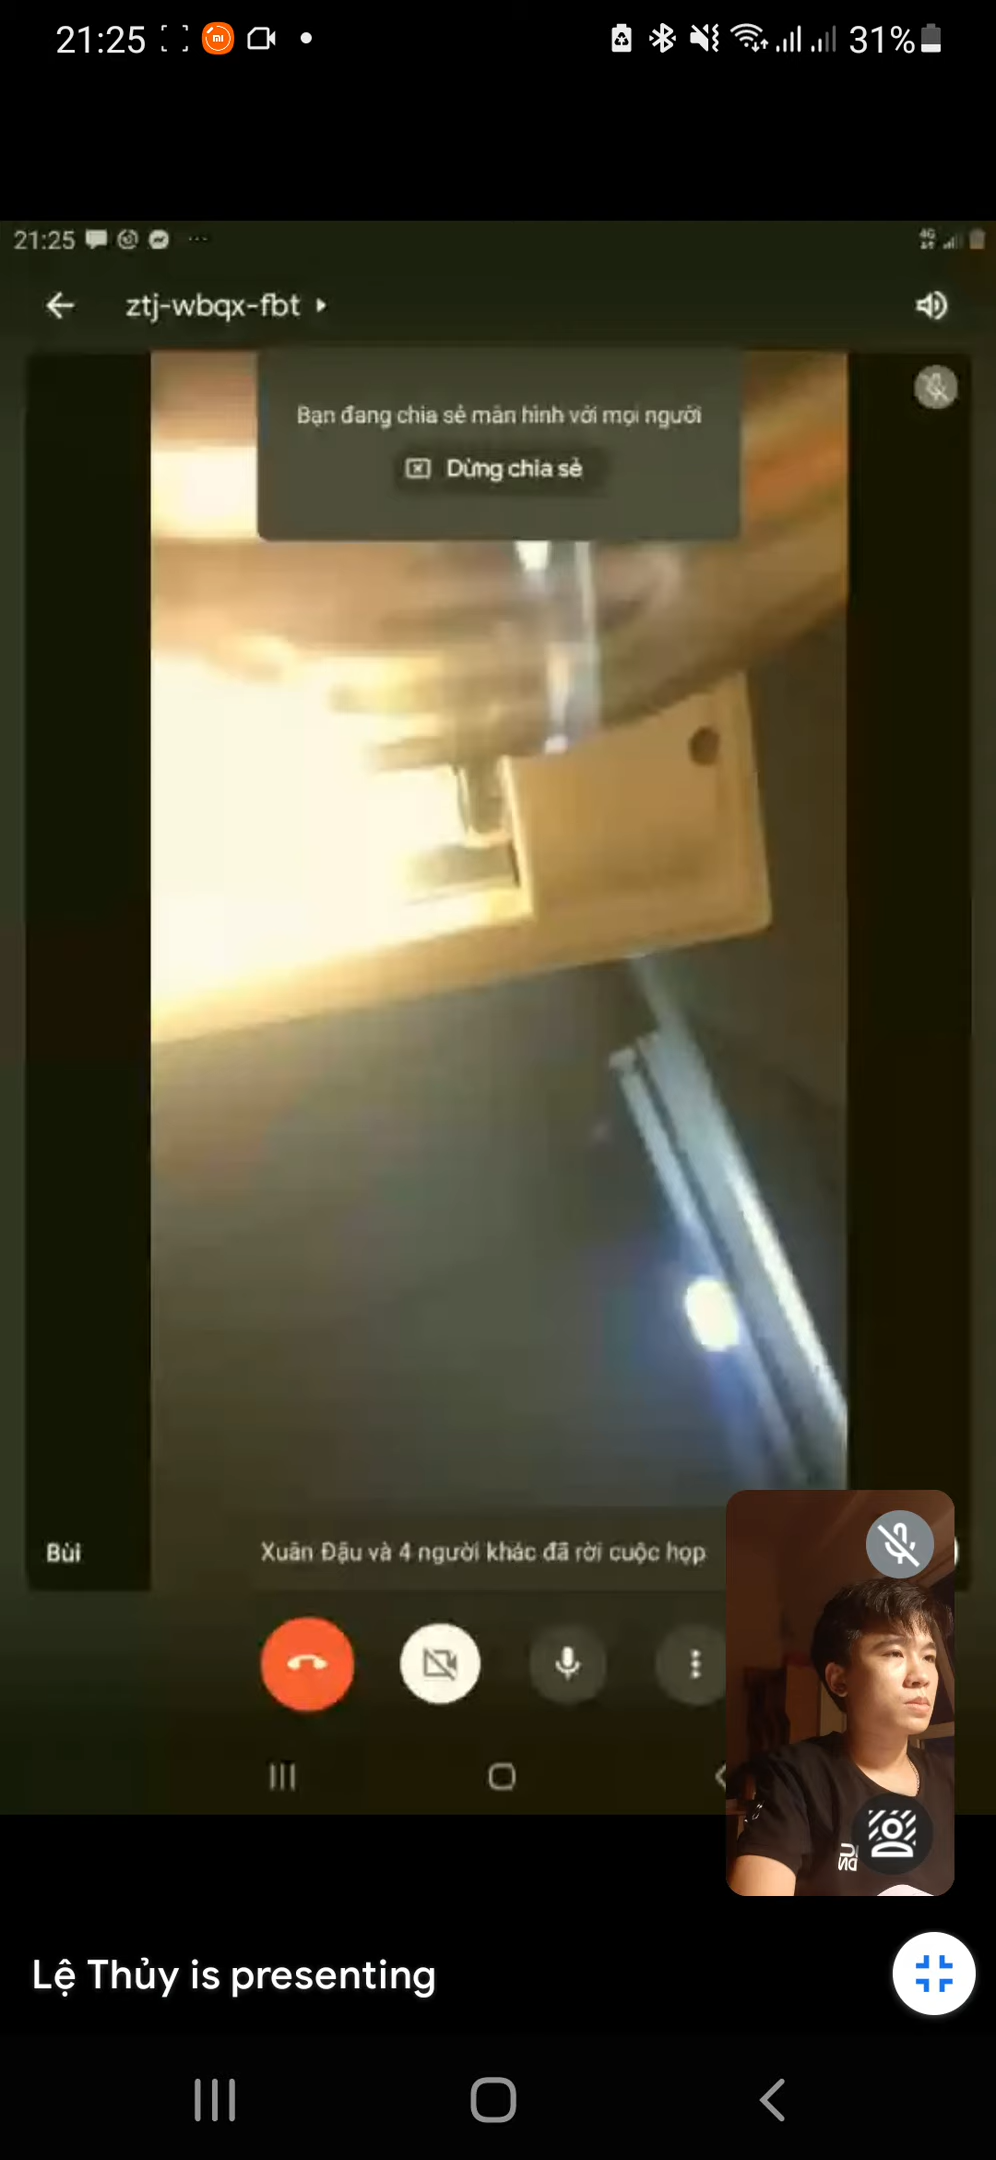 21:25
31%
21:25
4G
ztj-wbqx-fbt
Bạn đang chia sẻ màn hình với mọi người
Dừng chia sẻ
Bùi
Xuân Đậu và 4 người khác đã rời cuộc họp
Lệ Thủy is presenting